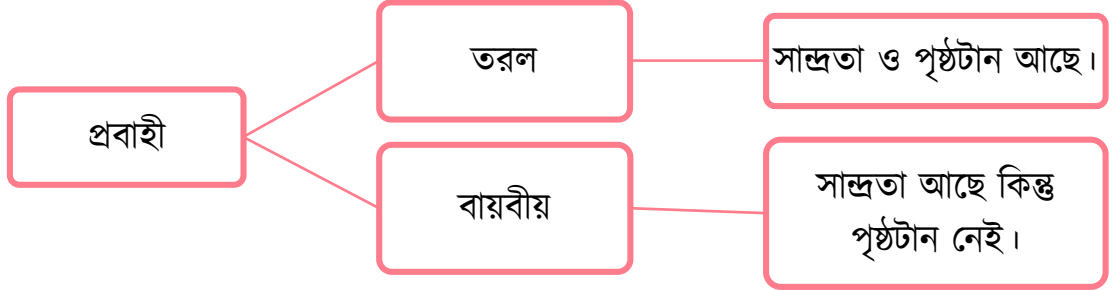 প্রবাহী
তরল
সান্দ্রতা ও পৃষ্ঠটান আছে।
বায়বীয়
সান্দ্রতা আছে কিন্তু
পৃষ্ঠটান নেই।